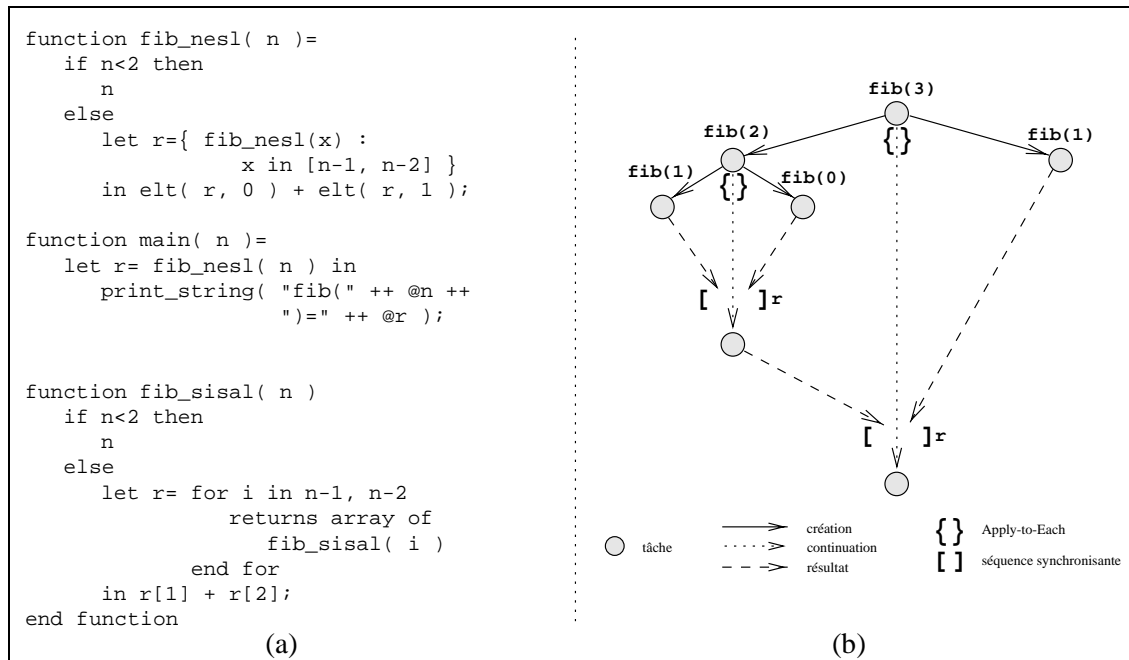 function fib_nesl( n )=
if n<2 then
n
else
let r={ fib_nesl(x) :
x in [n-1, n-2] }
in elt( r, 0 ) + elt( r, 1 );
function main( n )=
let r= fib_nesl( n ) in
print_string( "fib(" ++ @n ++
")=" ++ @r );
function fib_sisal( n )
if n<2 then
n
else
let r= for i in n-1, n-2
returns array of
fib_sisal( i )
end for
in r[1] + r[2];
end function
(a)
fib(3)
{}
fib(2)
fib(1)
{}
fib(1)
fib(0)
[ ]r
[ ]r
tâche
création
continuation
résultat
{} Apply-to-Each
[] séquence synchronisante
(b)